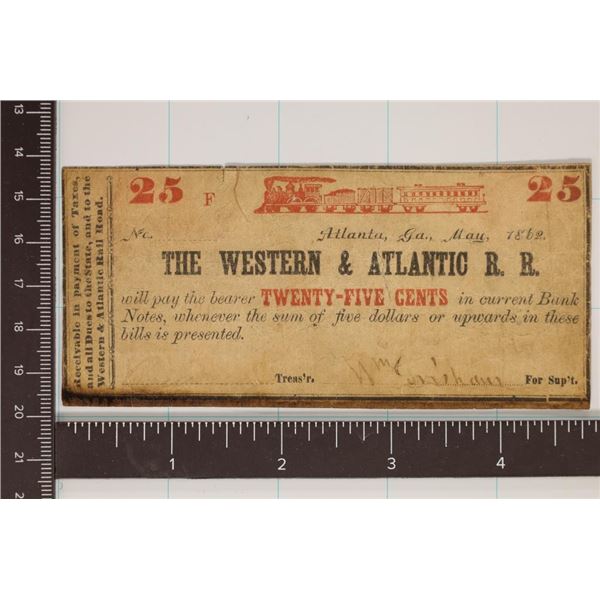 25 F 25
Receivable in payment of Taxes,
and all Dues to the State, and to the
Western & Atlantic Rail Road.
No. Atlanta, Ga., May, 1862.
THE WESTERN & ATLANTIC R. R.
will pay the bearer TWENTY-FIVE CENTS in current Bank
Notes, whenever the sum of five dollars or upwards in these
bills is presented.
Treas'r. Wm For Sup't.
13
14
15
16
17
18
19
20
21
1 2 3 4